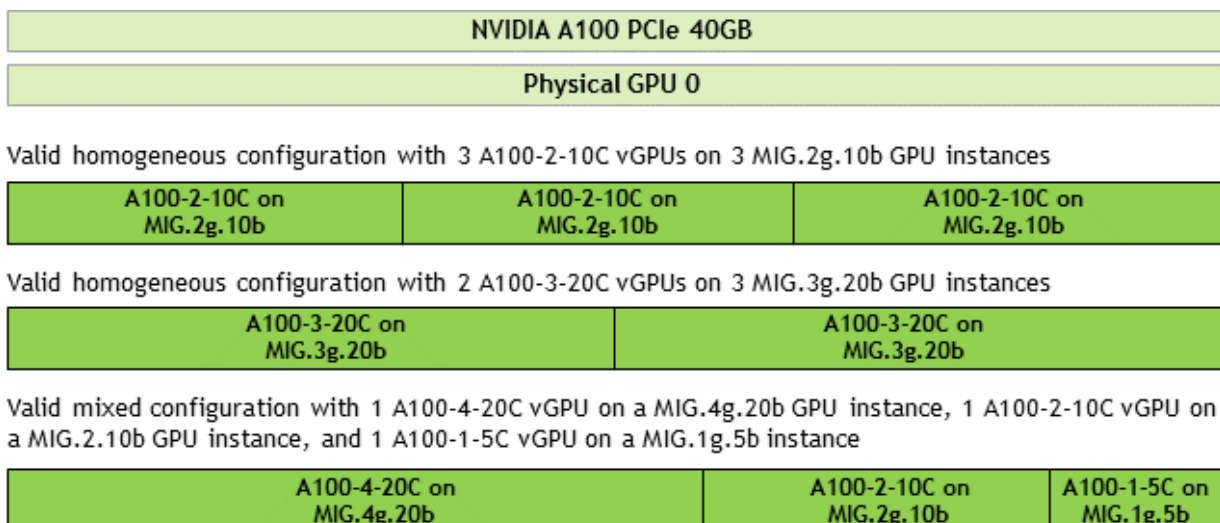 NVIDIA A100 PCIe 40GB
Physical GPU 0
Valid homogeneous configuration with 3 A100-2-10C vGPUs on 3 MIG.2g.10b GPU instances
A100-2-10C on
MIG.2g.10b
A100-2-10C on
MIG.2g.10b
A100-2-10C on
MIG.2g.10b
Valid homogeneous configuration with 2 A100-3-20C vGPUs on 3 MIG.3g.20b GPU instances
A100-3-20C on
MIG.3g.20b
A100-3-20C on
MIG.3g.20b
Valid mixed configuration with 1 A100-4-20C vGPU on a MIG.4g.20b GPU instance, 1 A100-2-10C vGPU on
a MIG.2.10b GPU instance, and 1 A100-1-5C vGPU on a MIG.1g.5b instance
A100-4-20C on
MIG.4g.20b
A100-2-10C on
MIG.2g.10b
A100-1-5C on
MIG.1g.5b